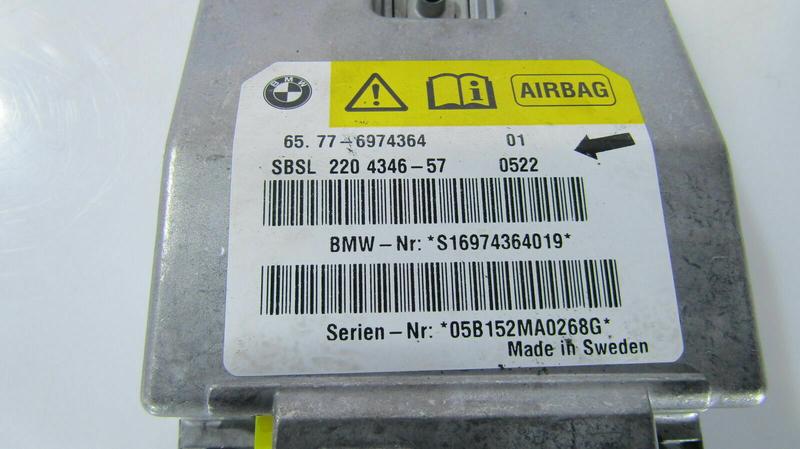 BMW
AIRBAG
65. 77-6974364 01
SBSL 220 4346-57 0522
BMW-Nr: *S16974364019*
Serien-Nr: *05B152MA0268G*
Made in Sweden